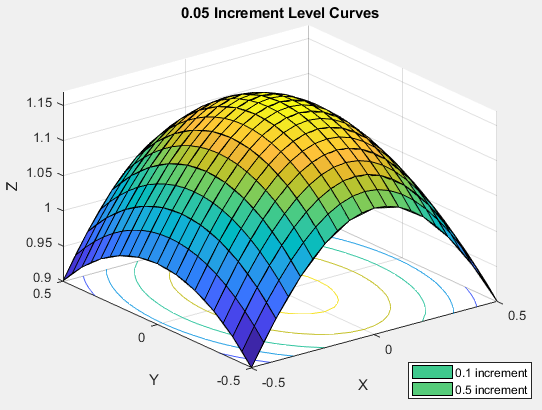 0.05 Increment Level Curves
1.15
1.1
1.05
1
0.95
0.9
Z
0.5
0
-0.5
Y
-0.5
0
0.5
X
0.1 increment
0.5 increment